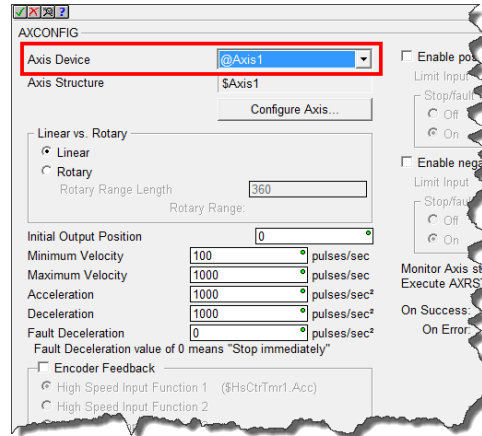 AXCONFIG
Axis Device @Axis1
Axis Structure $Axis1
Configure Axis...
Linear vs. Rotary
Linear
Rotary
Rotary Range Length 360
Rotary Range:
Initial Output Position 0
Minimum Velocity 100 pulses/sec
Maximum Velocity 1000 pulses/sec
Acceleration 1000 pulses/sec²
Deceleration 1000 pulses/sec²
Fault Deceleration 0 pulses/sec²
Fault Deceleration value of 0 means "Stop immediately"
Encoder Feedback
High Speed Input Function 1 ($HsCtrTmr1.Acc)
High Speed Input Function 2
Enable
Limit Input
Stop/fault
Off
On
Enable
Limit Input
Off
On
Monitor Axis
Execute
On Success:
On Error: